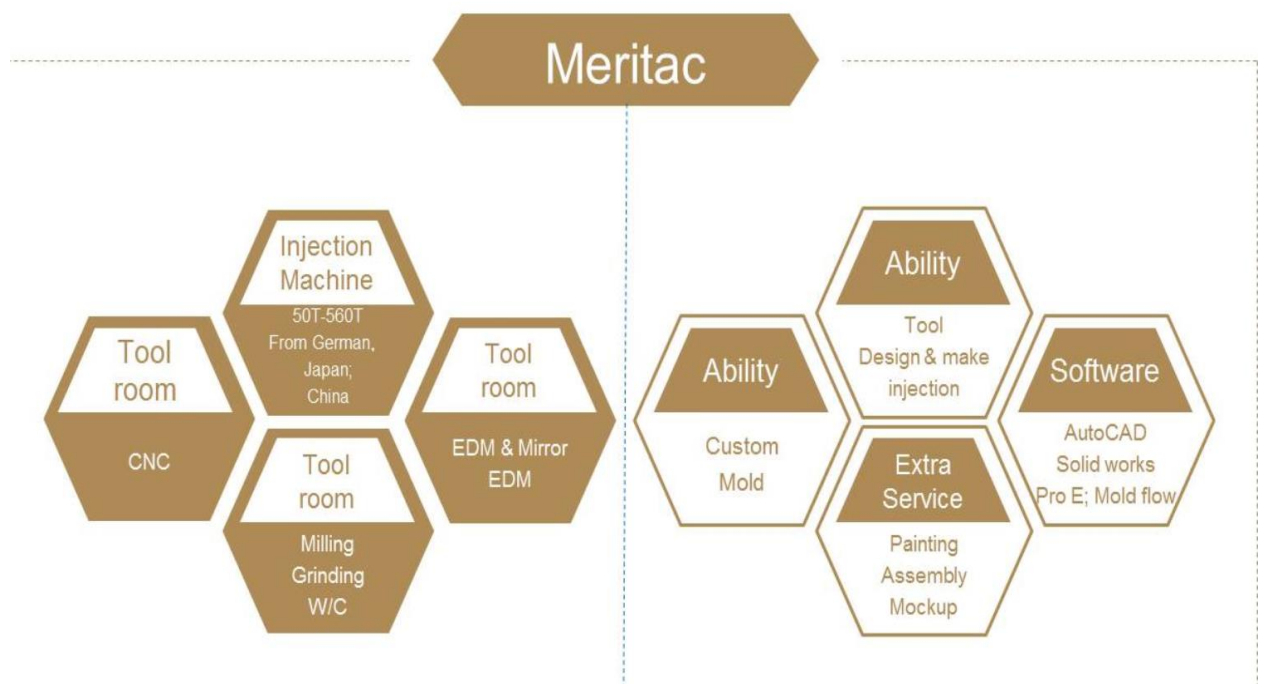 Meritac
Injection
Machine
50T-560T
From German,
Japan;
China
Tool
room
CNC
Tool
room
EDM & Mirror
EDM
Tool
room
Milling
Grinding
W/C
Ability
Tool
Design & make
injection
Ability
Custom
Mold
Software
AutoCAD
Solid works
Pro E; Mold flow
Extra
Service
Painting
Assembly
Mockup